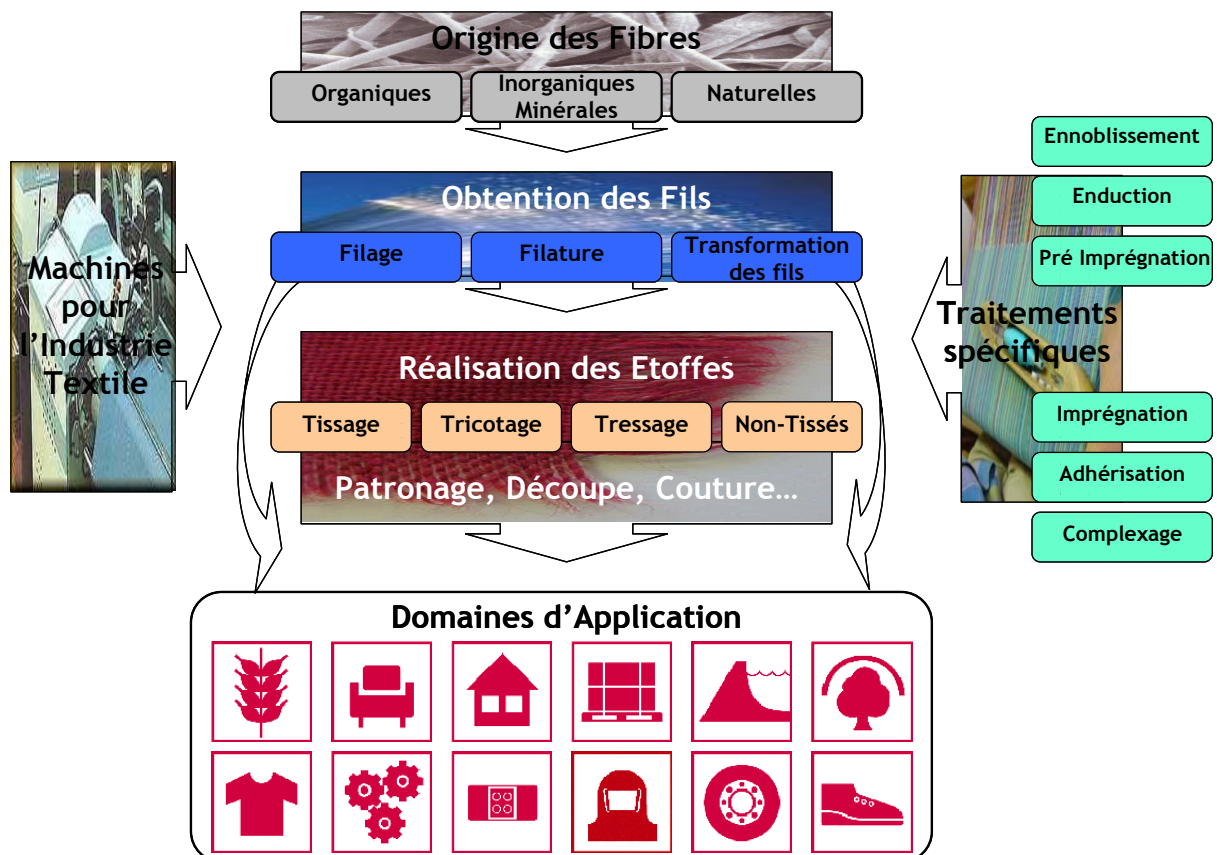 Origine des Fibres
Organiques
Inorganiques
Minérales
Naturelles
Obtention des Fils
Filage
Filature
Transformation
des fils
Machines
pour
l’Industrie
Textile
Réalisation des Etoffes
Tissage
Tricotage
Tressage
Non-Tissés
Patronage, Découpe, Couture…
Ennoblissement
Enduction
Pré Imprégnation
Traitements
spécifiques
Imprégnation
Adhérisation
Complexage
Domaines d’Application